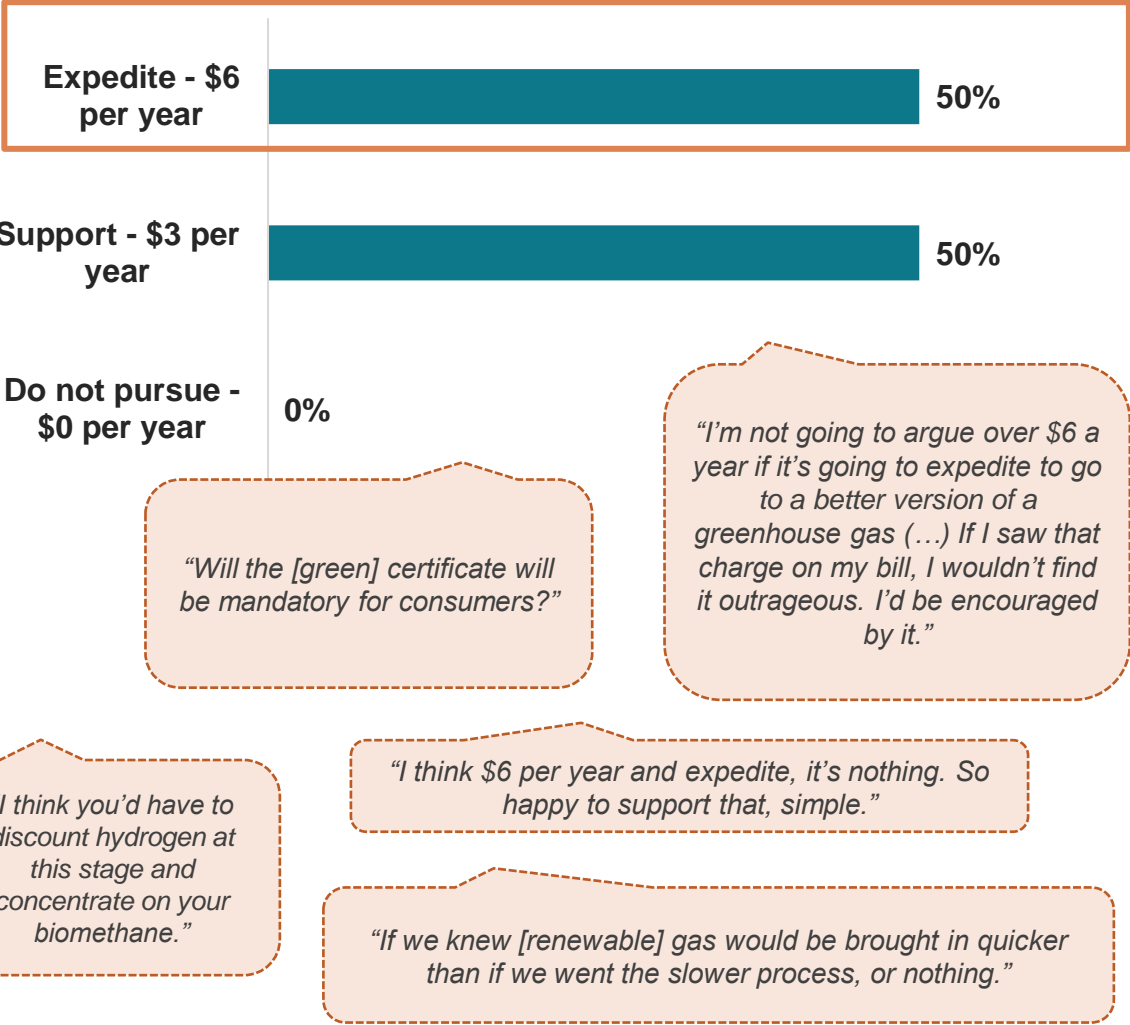 Expedite - $6
per year
50%
Support - $3 per
year
50%
Do not pursue -
$0 per year
0%
“I’m not going to argue over $6 a
year if it’s going to expedite to go
to a better version of a
greenhouse gas (…) If I saw that
charge on my bill, I wouldn’t find
it outrageous. I’d be encouraged
by it.”
“Will the [green] certificate will
be mandatory for consumers?”
“I think $6 per year and expedite, it’s nothing. So
happy to support that, simple.”
I think you’d have to
discount hydrogen at
this stage and
concentrate on your
biomethane.”
“If we knew [renewable] gas would be brought in quicker
than if we went the slower process, or nothing.”